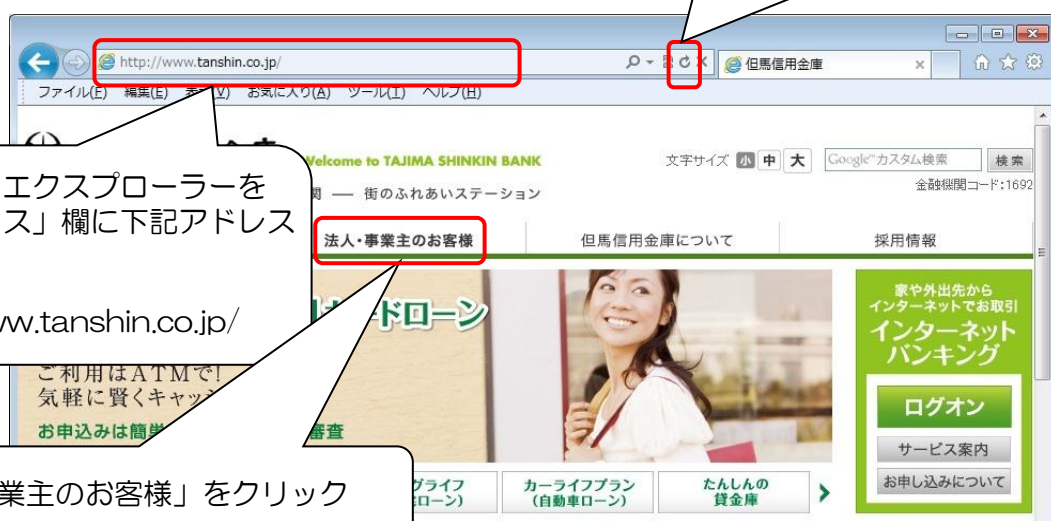 http://www.tanshin.co.jp/
但馬信用金庫
ファイル(F) 編集(E) (V) お気に入り(A) ツール(T) ヘルプ(H)
Welcome to TAJIMA SHINKIN BANK
文字サイズ 小 中 大
Google™カスタム検索
検索
関 ── 街のふれあいステーション
金融機関コード:1692
エクスプローラーを
ス」欄に下記アドレス
ww.tanshin.co.jp/
法人・事業主のお客様
但馬信用金庫について
採用情報
ドローン
ご利用はATMで!
気軽に賢くキャッ
お申込みは簡単
審査
家や外出先から
インターネットでお取引
インターネット
バンキング
ログオン
サービス案内
お申し込みについて
業主のお客様」をクリック
グライフ
ローン)
カーライフプラン
(自動車ローン)
たんしんの
貸金庫